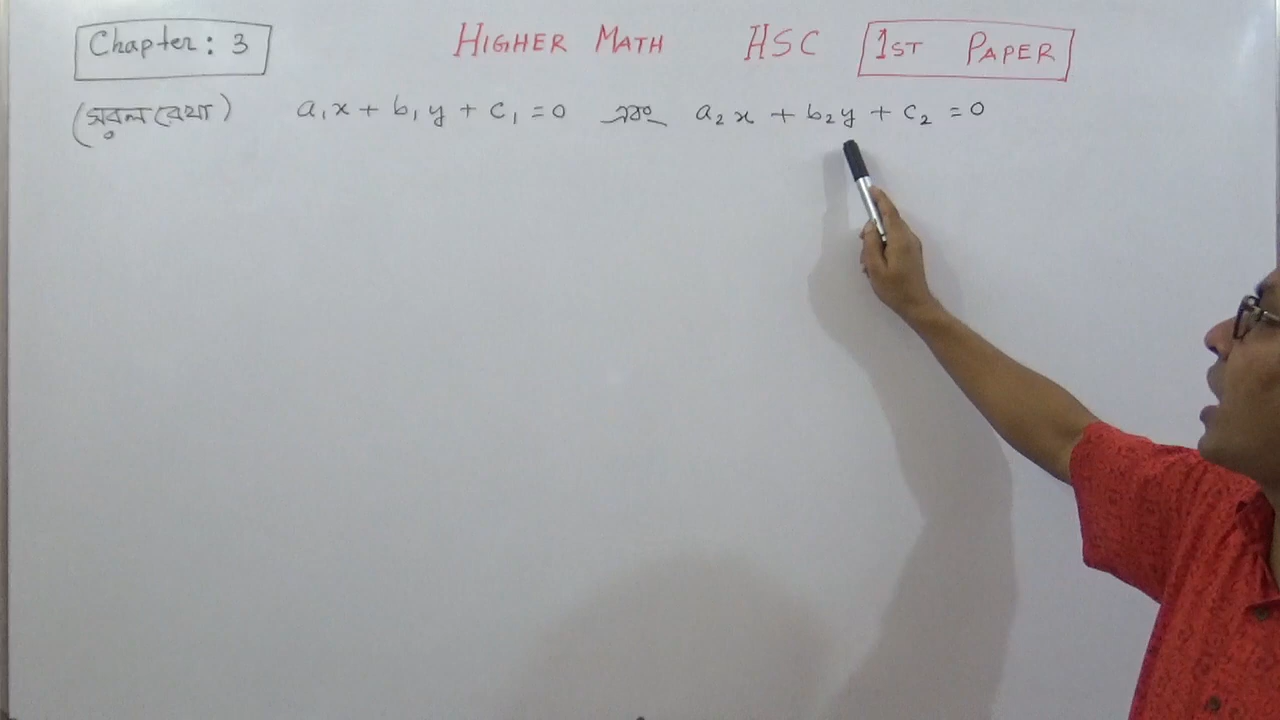 Chapter: 3 HIGHER MATH HSC 1ST PAPER
(সরল রেখা) a₁x + b₁y + c₁ = 0 এবং a₂x + b₂y + c₂ = 0